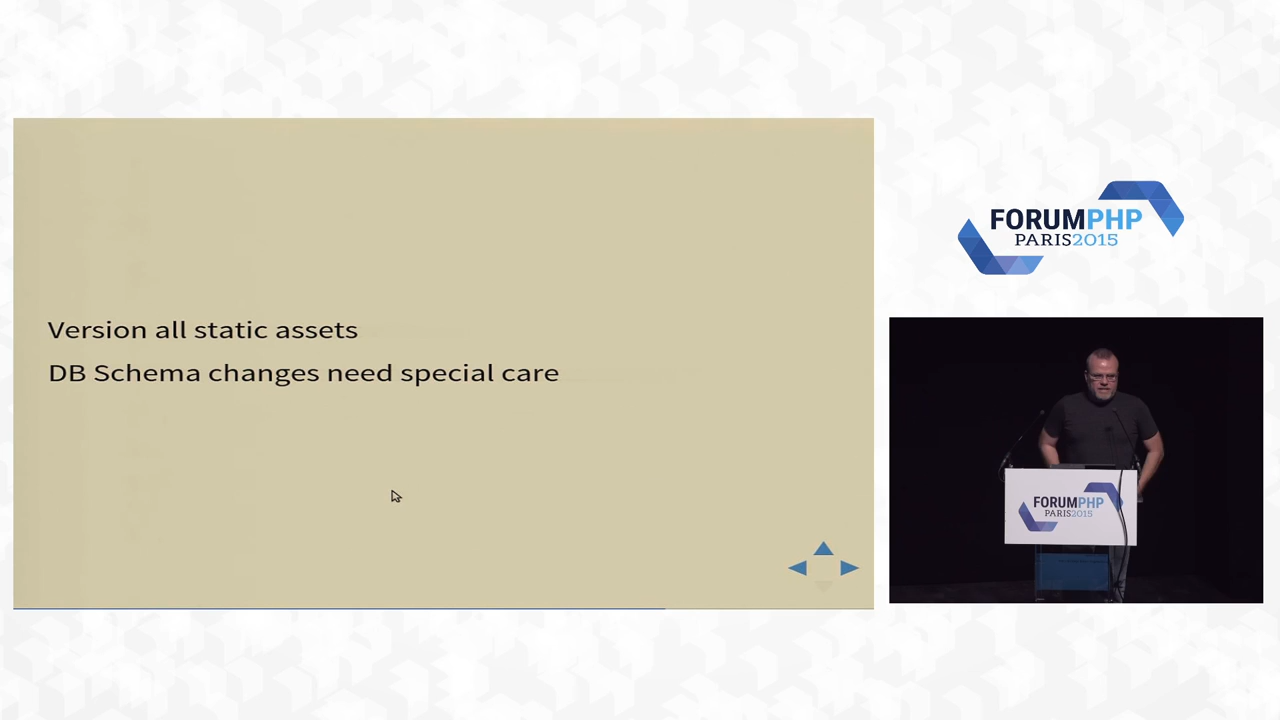 Version all static assets
DB Schema changes need special care
FORUMPHP
PARIS2015
FORUMPHP
PARIS2015